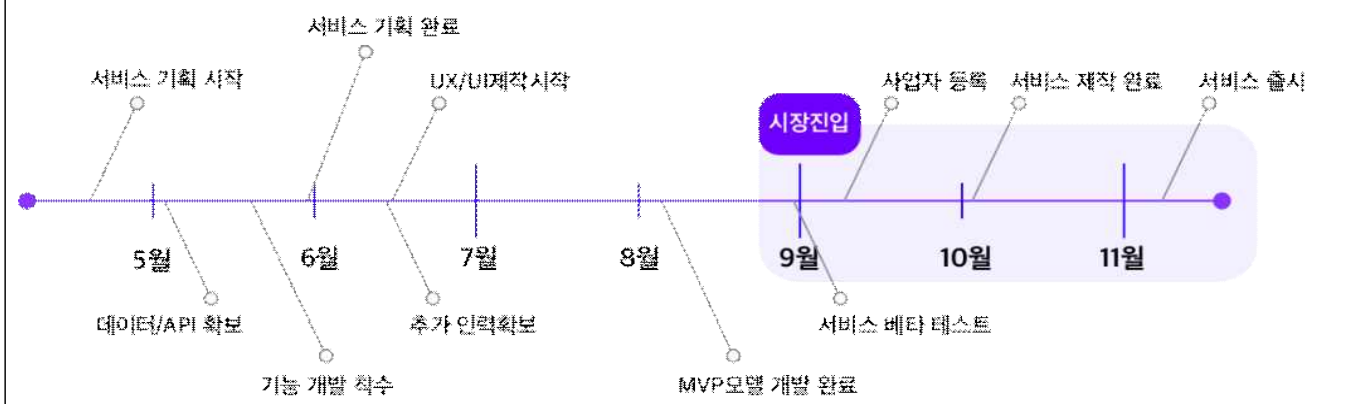 서비스 기획 완료
서비스 기획 시작
UX/UI제작시작
사업자 등록
서비스 제작 완료
서비스 출시
시장진입
5월
6월
7월
8월
9월
10월
11월
데이터/API 확보
추가 인력확보
서비스 베타 테스트
기능 개발 착수
MVP모델 개발 완료